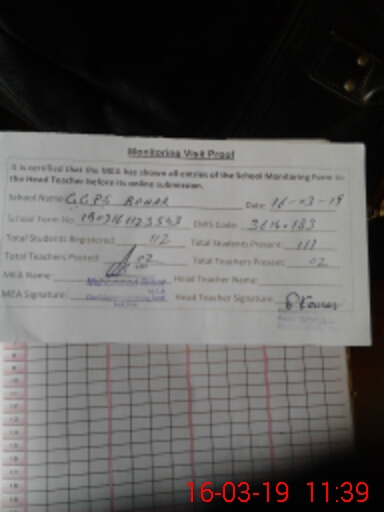 Monitoring Visit Proof
It is certified that the MEA has shown all entries of the School Monitoring Form to
the Head Teacher before its online submission.
School Name: GGPS Date: 16-03-19
School Form No: EMIS Code:
Total Students Registered: 112 Total Students Present: 111
Total Teachers Posted: 02 Total Teachers Present: 02
MEA Name: Muhammad Head Teacher Name:
MEA Signature: Head Teacher Signature:
16-03-19 11:39